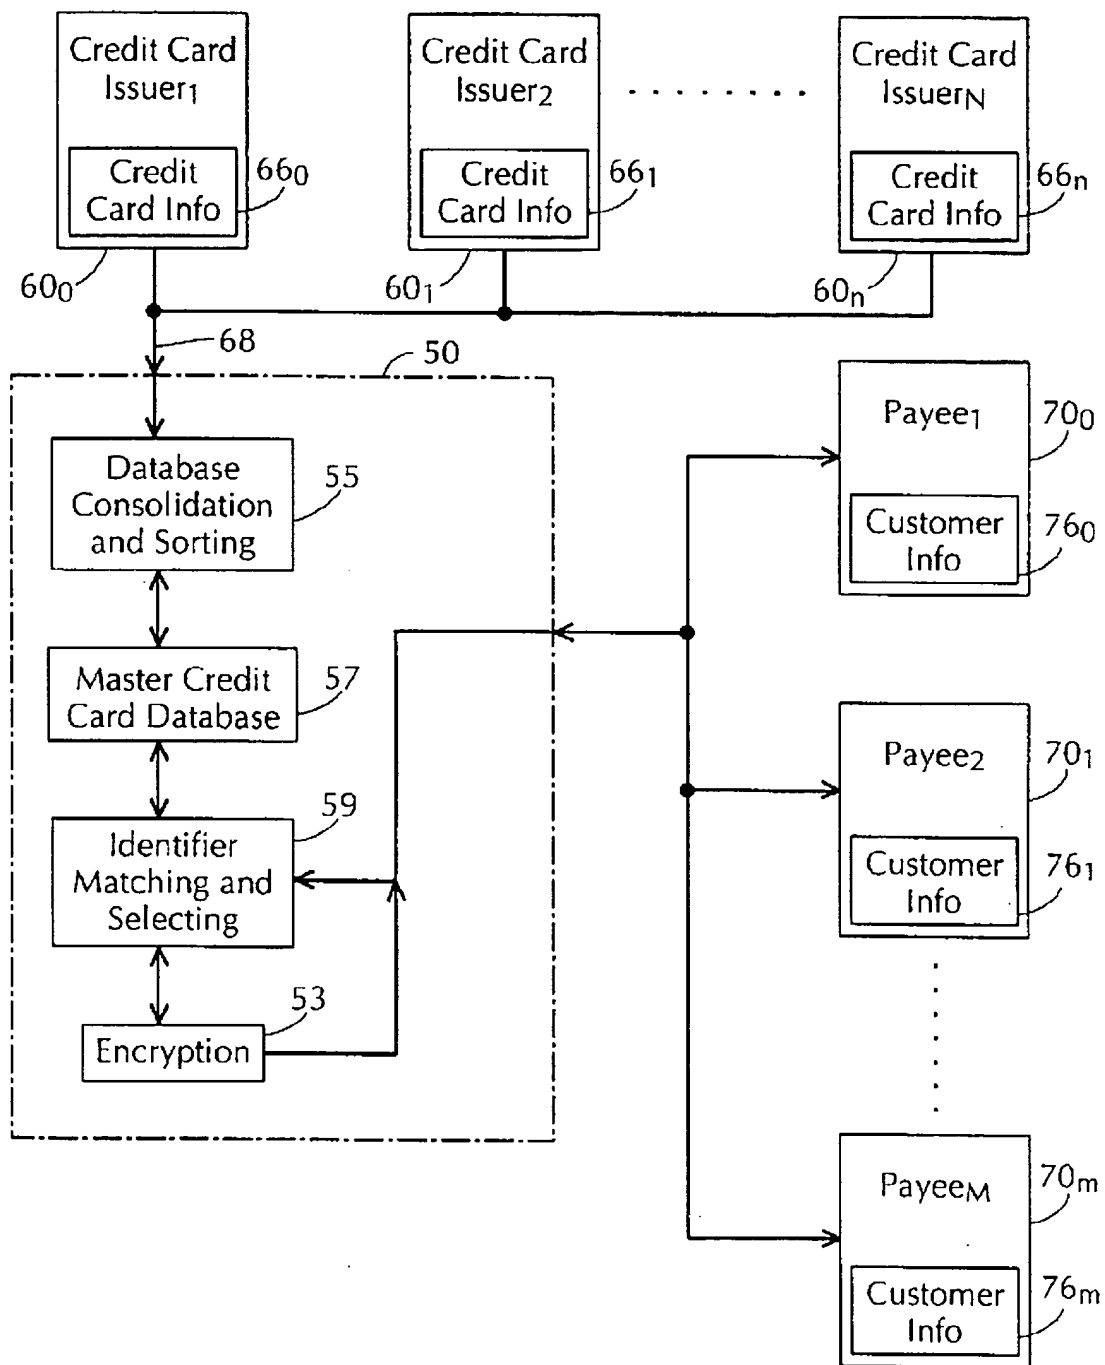 Credit Card
Issuer1
Credit
Card Info
660
600
Credit Card
Issuer2
Credit
Card Info
661
601
Credit Card
IssuerN
Credit
Card Info
66n
60n
68
50
Database
Consolidation
and Sorting
55
Master Credit
Card Database
57
Identifier
Matching and
Selecting
59
Encryption
53
Payee1
700
Customer
Info
760
Payee2
701
Customer
Info
761
PayeeM
70m
Customer
Info
76m